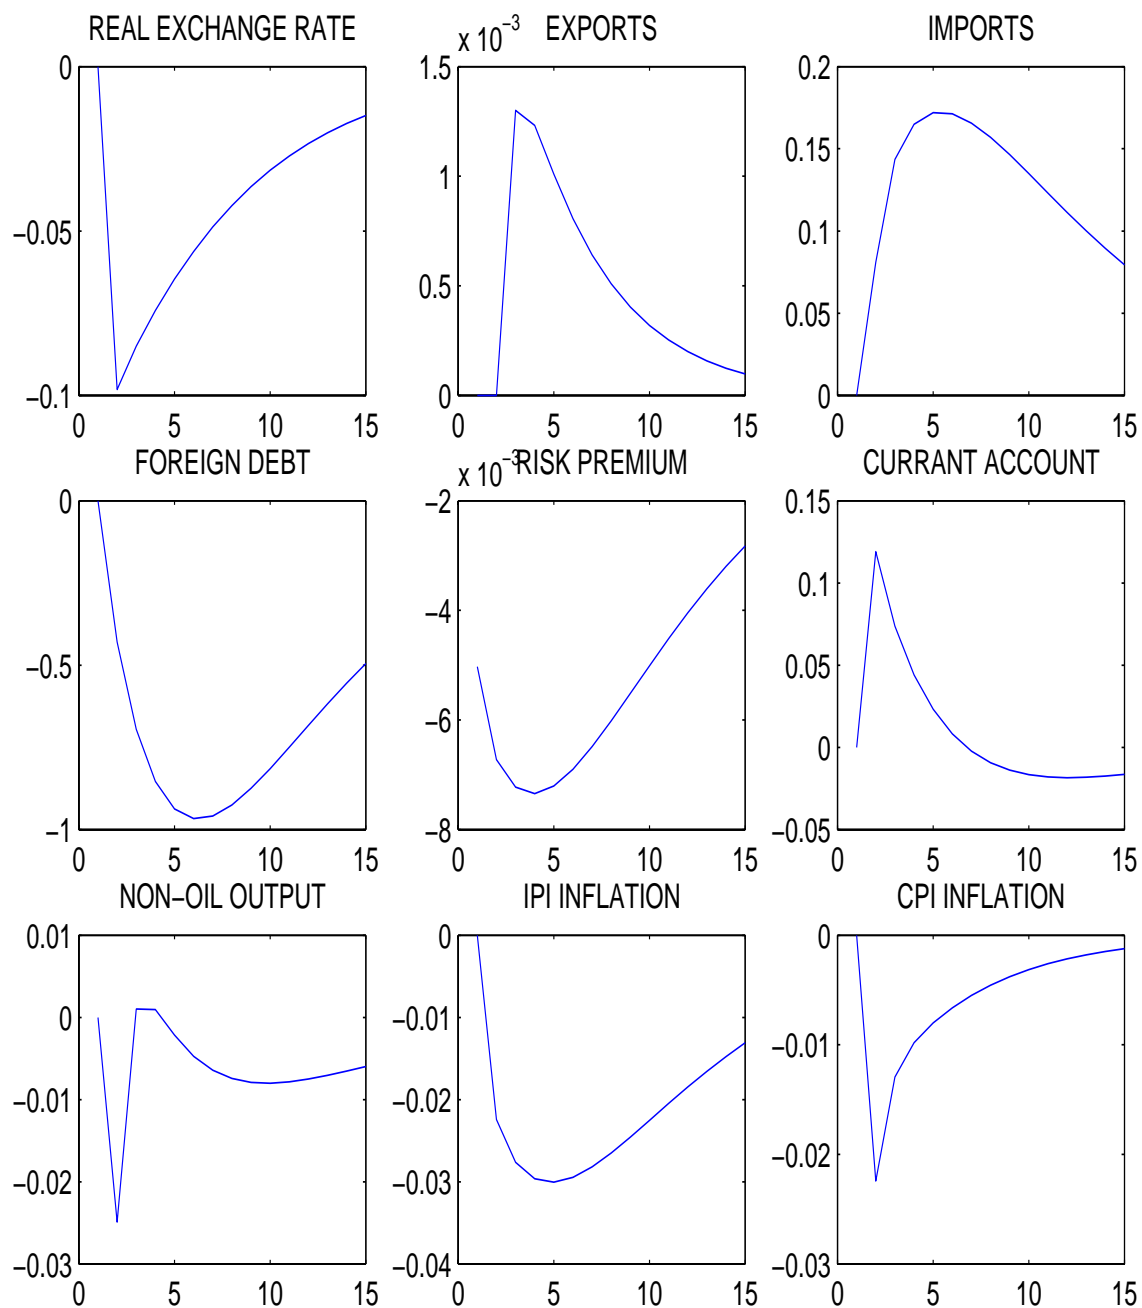 REAL EXCHANGE RATE
x 10−3 EXPORTS
IMPORTS
0
−0.05
−0.1
0 5 10 15
1.5
1
0.5
0
0 5 10 15
0.2
0.15
0.1
0.05
0
0 5 10 15
FOREIGN DEBT
x 10−3 RISK PREMIUM
CURRANT ACCOUNT
0
−0.5
−1
0 5 10 15
−2
−4
−6
−8
0 5 10 15
0.15
0.1
0.05
0
−0.05
0 5 10 15
NON−OIL OUTPUT
IPI INFLATION
CPI INFLATION
0.01
0
−0.01
−0.02
−0.03
0 5 10 15
0
−0.01
−0.02
−0.03
−0.04
0 5 10 15
0
−0.01
−0.02
−0.03
0 5 10 15